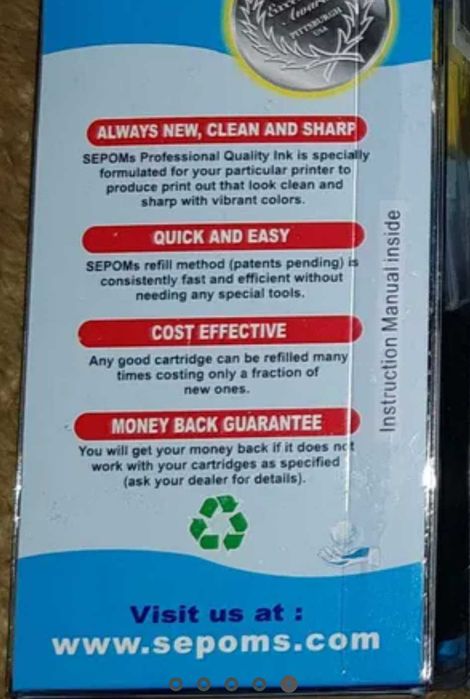 Award
PITTSBURGH
USA
ALWAYS NEW, CLEAN AND SHARP
SEPOMs Professional Quality Ink is specially
formulated for your particular printer to
produce print out that look clean and
sharp with vibrant colors.
QUICK AND EASY
SEPOMs refill method (patents pending) is
consistently fast and efficient without
needing any special tools.
COST EFFECTIVE
Any good cartridge can be refilled many
times costing only a fraction of
new ones.
MONEY BACK GUARANTEE
You will get your money back if it does not
work with your cartridges as specified
(ask your dealer for details).
Instruction Manual inside
Visit us at :
www.sepoms.com